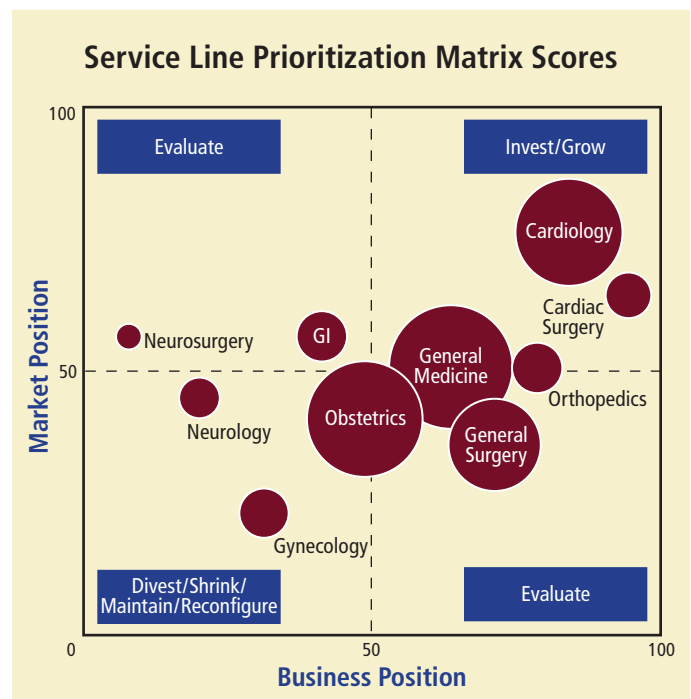 Service Line Prioritization Matrix Scores
100
Evaluate
Invest/Grow
Cardiology
Cardiac
Surgery
Neurosurgery
GI
General
Medicine
50
Orthopedics
Neurology
Obstetrics
General
Surgery
Gynecology
Market Position
Divest/Shrink/
Maintain/Reconfigure
Evaluate
0
50
100
Business Position